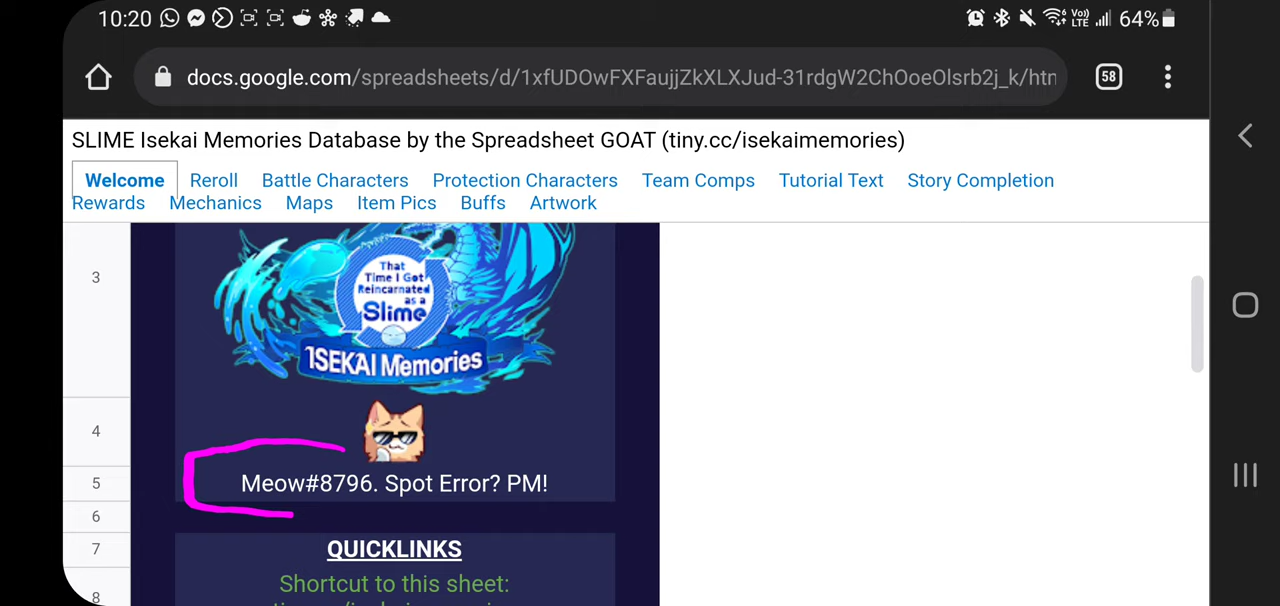 10:20
64%
docs.google.com/spreadsheets/d/1xfUDOwFXFaujjZkXLXJud-31rdgW2ChOoeOlsrb2j_k/htn
58
SLIME Isekai Memories Database by the Spreadsheet GOAT (tiny.cc/isekaimemories)
Welcome Reroll Battle Characters Protection Characters Team Comps Tutorial Text Story Completion
Rewards Mechanics Maps Item Pics Buffs Artwork
3
That
Time I Got
Reincarnated
as a
Slime
ISEKAI Memories
4
5 Meow#8796. Spot Error? PM!
6
7 QUICKLINKS
Shortcut to this sheet:
8